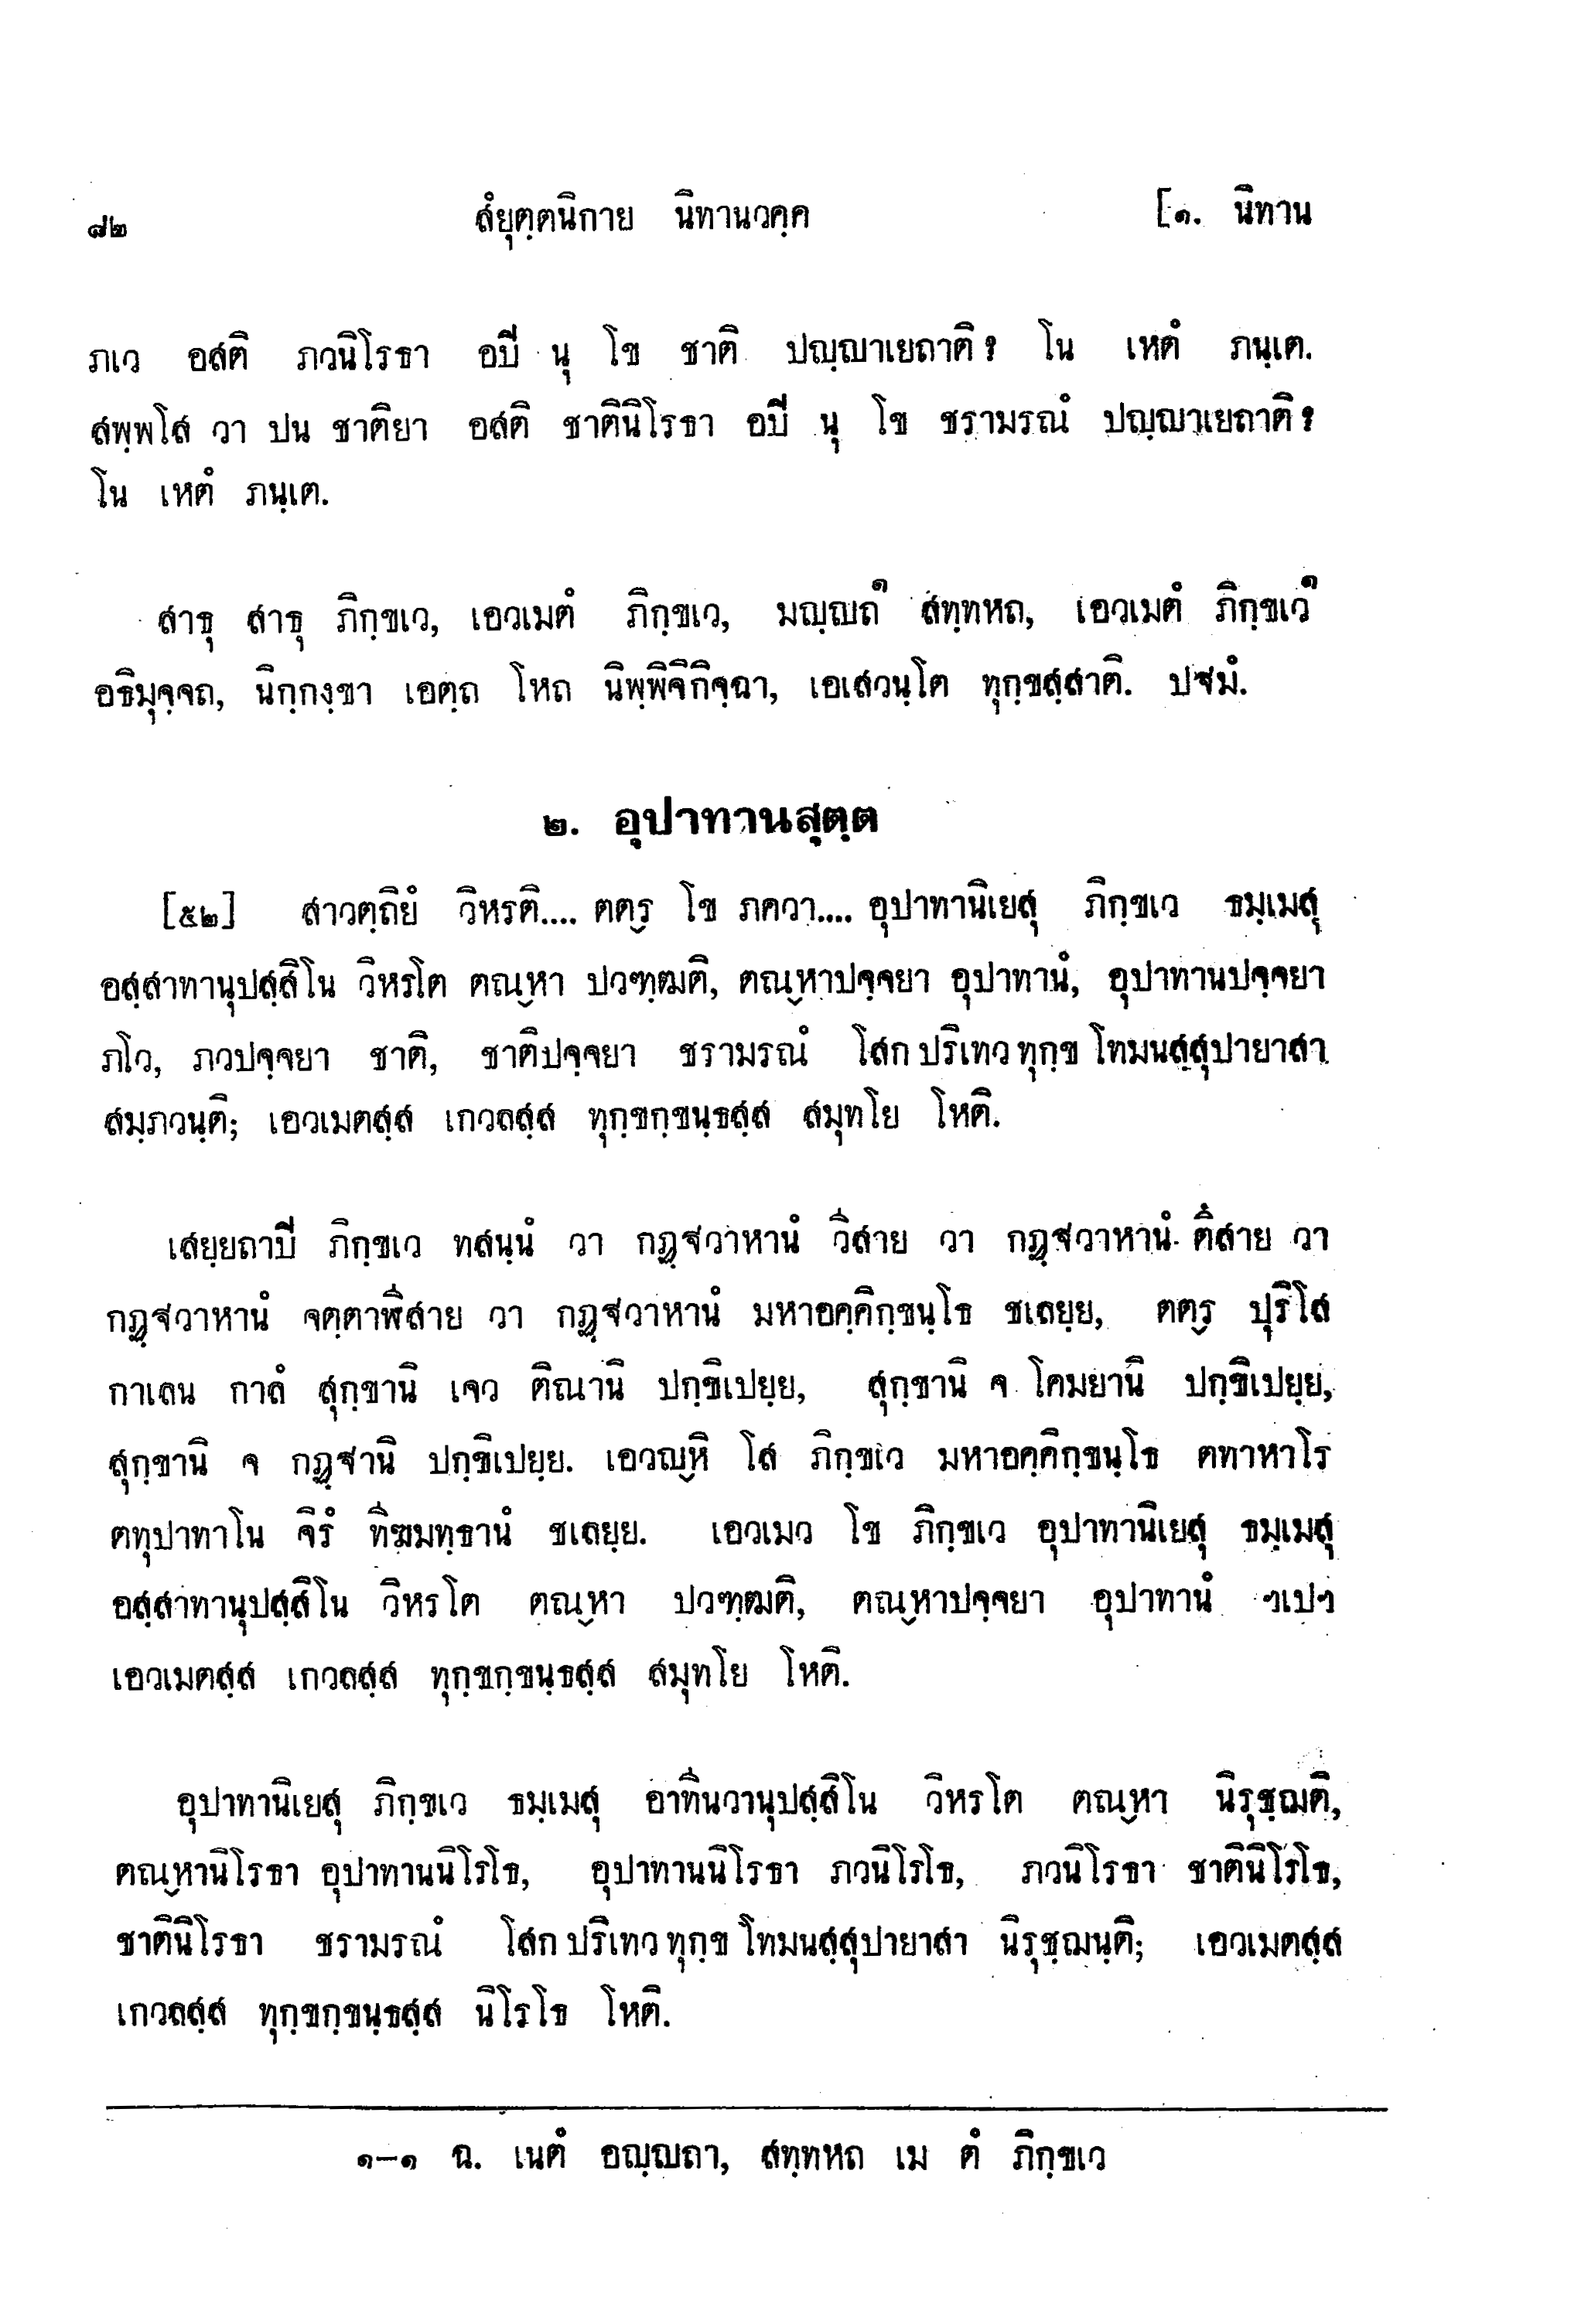 ๘๒ สํยุตฺตนิกาย นิทานวคฺค [๑. นิทาน
ภเว อสติ ภวนิโรธา อปิ นุ โข ชาติ ปญฺญาเยถาติ? โน เหตํ ภนฺเต.
สพฺพโส วา ปน ชาติยา อสติ ชาตินิโรธา อปิ นุ โข ชรามรณํ ปญฺญาเยถาติ?
โน เหตํ ภนฺเต.
สาธุ สาธุ ภิกฺขเว, เอวเมตํ ภิกฺขเว, มญฺญถ๑ สทฺทหถ, เอวเมตํ ภิกฺขเว๑
อธิมุจฺจถ, นิกฺกงฺขา เอตฺถ โหถ นิพฺพิจิกิจฺฉา, เอเสวนฺโต ทุกฺขสฺสาติ. ปฐมํ.
๒. อุปาทานสุตฺต
[๕๒] สาวตฺถิยํ วิหรติ.... ตตฺร โข ภควา.... อุปาทานิเยสุ ภิกฺขเว ธมฺเมสุ
อสฺสาทานุปสฺสิโน วิหรโต ตณฺหา ปวฑฺฒติ, ตณฺหาปจฺจยา อุปาทานํ, อุปาทานปจฺจยา
ภโว, ภวปจฺจยา ชาติ, ชาติปจฺจยา ชรามรณํ โสก ปริเทว ทุกฺข โทมนสฺสุปายาสา
สมฺภวนฺติ; เอวเมตสฺส เกวลสฺส ทุกฺขกฺขนฺธสฺส สมุทโย โหติ.
เสยฺยถาปิ ภิกฺขเว ทสนฺนํ วา กฏฺฐวาหานํ วีสาย วา กฏฺฐวาหานํ ตึสาย วา
กฏฺฐวาหานํ จตฺตาฬีสาย วา กฏฺฐวาหานํ มหาอคฺคิกฺขนฺโธ ชเลยฺย, ตตฺร ปุริโส
กาเลน กาลํ สุกฺขานิ เจว ติณานิ ปกฺขิเปยฺย, สุกฺขานิ จ โคมยานิ ปกฺขิเปยฺย,
สุกฺขานิ จ กฏฺฐานิ ปกฺขิเปยฺย. เอวญฺหิ โส ภิกฺขเว มหาอคฺคิกฺขนฺโธ ตทาหาโร
ตทุปาทาโน จิรํ ทีฆมทฺธานํ ชเลยฺย. เอวเมว โข ภิกฺขเว อุปาทานิเยสุ ธมฺเมสุ
อสฺสาทานุปสฺสิโน วิหรโต ตณฺหา ปวฑฺฒติ, ตณฺหาปจฺจยา อุปาทานํ ฯเปฯ
เอวเมตสฺส เกวลสฺส ทุกฺขกฺขนฺธสฺส สมุทโย โหติ.
อุปาทานิเยสุ ภิกฺขเว ธมฺเมสุ อาทีนวานุปสฺสิโน วิหรโต ตณฺหา นิรุชฺฌติ,
ตณฺหานิโรธา อุปาทานนิโรโธ, อุปาทานนิโรธา ภวนิโรโธ, ภวนิโรธา ชาตินิโรโธ,
ชาตินิโรธา ชรามรณํ โสก ปริเทว ทุกฺข โทมนสฺสุปายาสา นิรุชฺฌนฺติ; เอวเมตสฺส
เกวลสฺส ทุกฺขกฺขนฺธสฺส นิโรโธ โหติ.
๑–๑ ฉ. เนตํ อญฺญถา, สทฺทหถ เม ตํ ภิกฺขเว